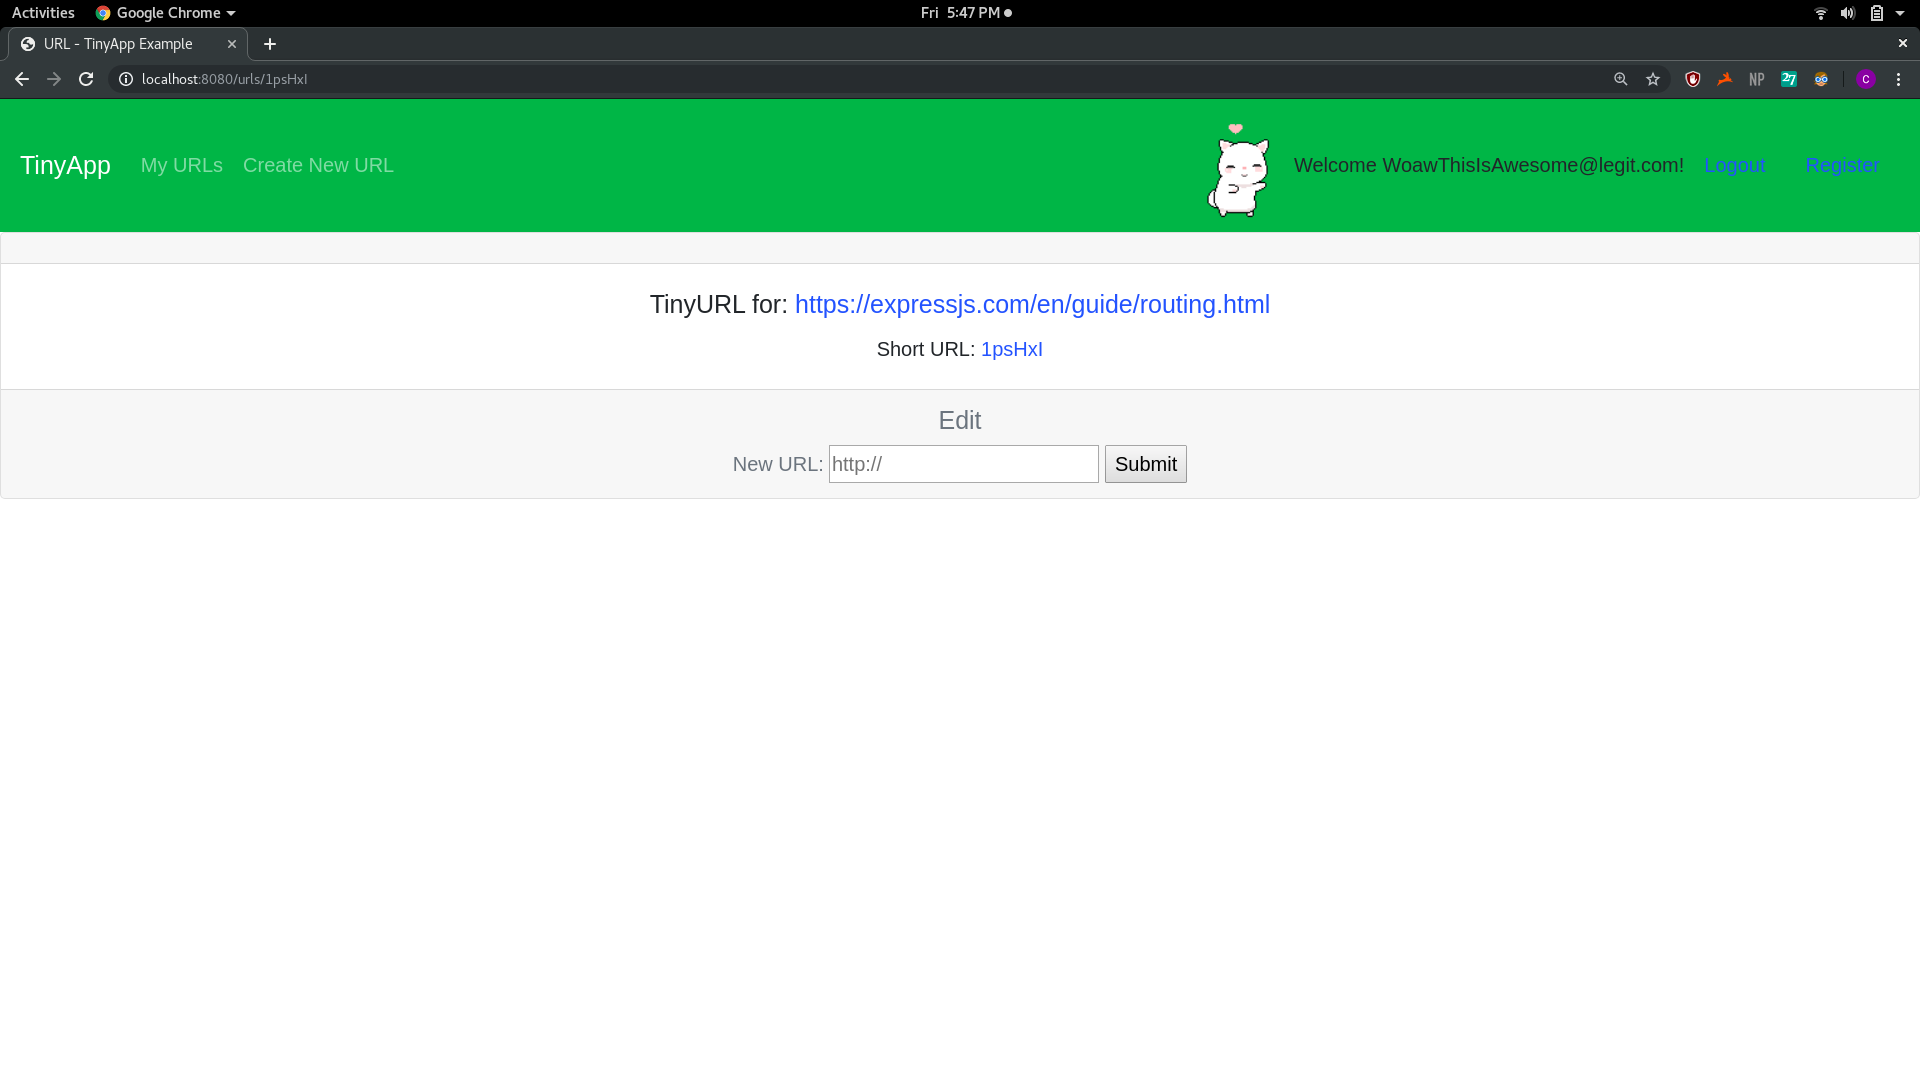 Activities Google Chrome Fri 5:47 PM
URL - TinyApp Example
localhost:8080/urls/1psHxI NP 27 C
TinyApp My URLs Create New URL Welcome WoawThisIsAwesome@legit.com! Logout Register
TinyURL for: https://expressjs.com/en/guide/routing.html
Short URL: 1psHxI
Edit
New URL: http:// Submit